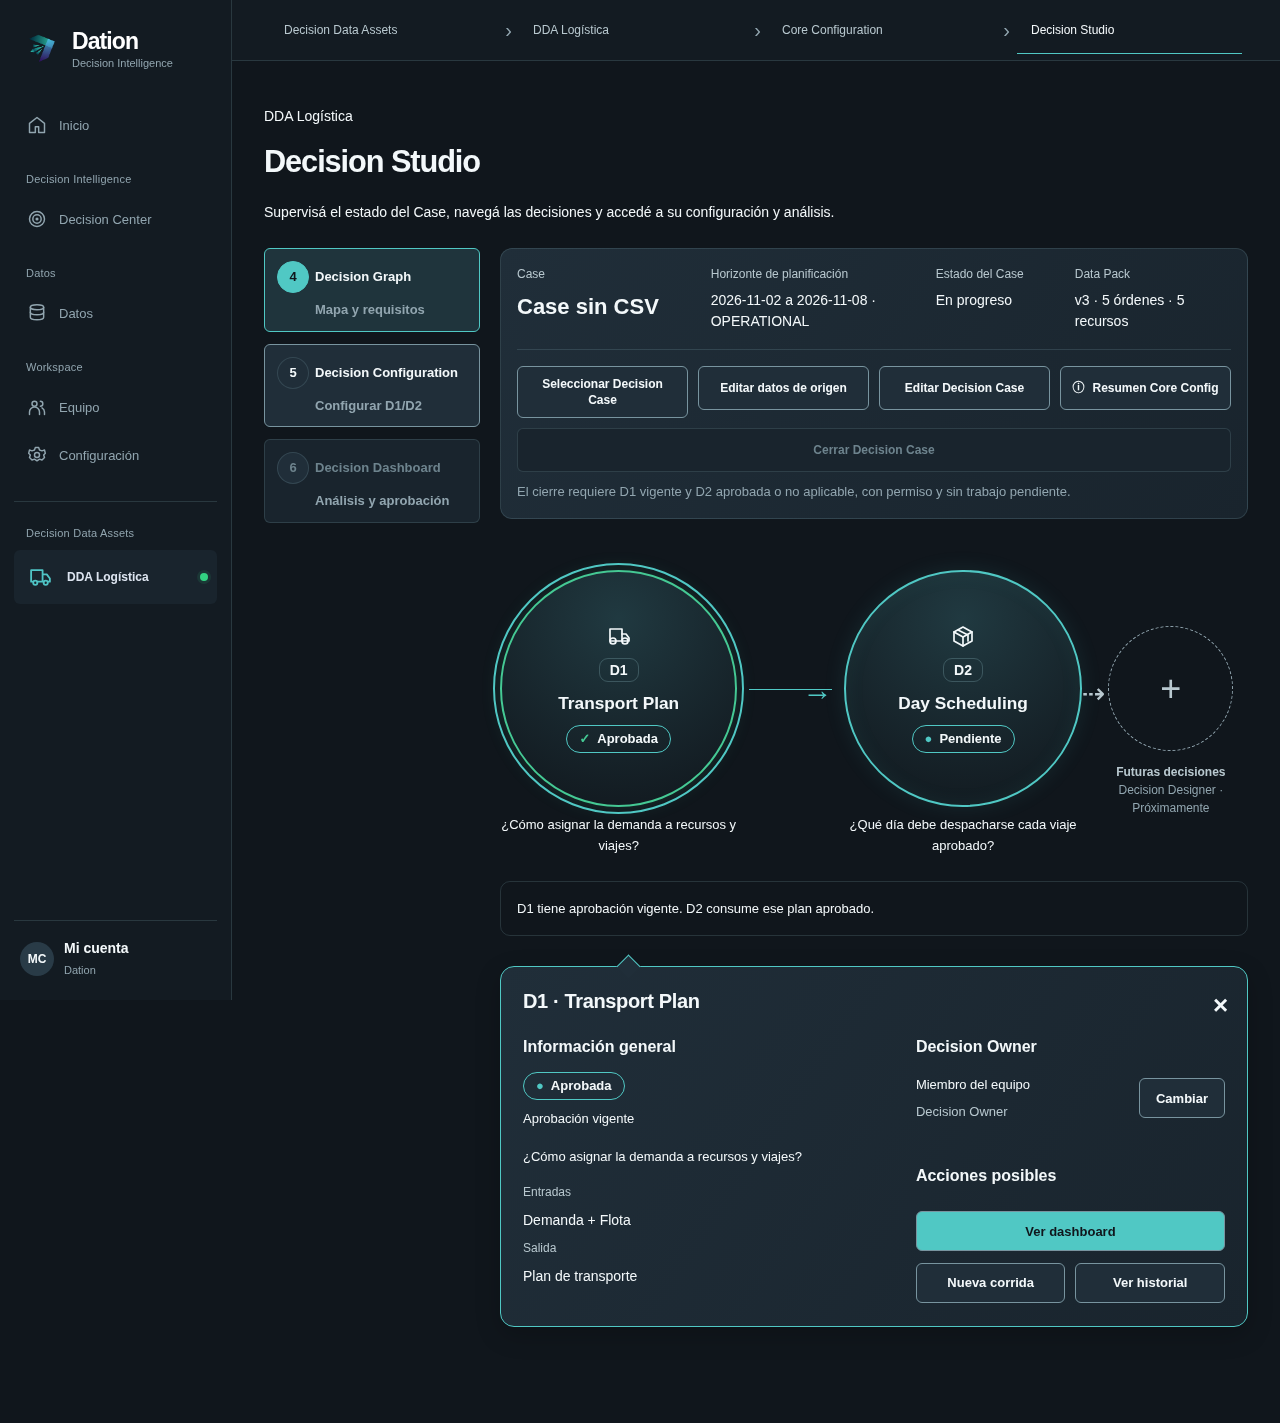 Dation
Decision Intelligence
Inicio
Decision Intelligence
Decision Center
Datos
Datos
Workspace
Equipo
Configuración
Decision Data Assets
DDA Logística
MC
Mi cuenta
Dation
Decision Data Assets › DDA Logística › Core Configuration › Decision Studio
DDA Logística
Decision Studio
Supervisá el estado del Case, navegá las decisiones y accedé a su configuración y análisis.
4 Decision Graph
Mapa y requisitos
5 Decision Configuration
Configurar D1/D2
6 Decision Dashboard
Análisis y aprobación
Case
Case sin CSV
Horizonte de planificación
2026-11-02 a 2026-11-08 ·
OPERATIONAL
Estado del Case
En progreso
Data Pack
v3 · 5 órdenes · 5
recursos
Seleccionar Decision
Case
Editar datos de origen
Editar Decision Case
ⓘ Resumen Core Config
Cerrar Decision Case
El cierre requiere D1 vigente y D2 aprobada o no aplicable, con permiso y sin trabajo pendiente.
D1
Transport Plan
✓ Aprobada
¿Cómo asignar la demanda a recursos y
viajes?
→
D2
Day Scheduling
● Pendiente
¿Qué día debe despacharse cada viaje
aprobado?
⇢
+
Futuras decisiones
Decision Designer ·
Próximamente
D1 tiene aprobación vigente. D2 consume ese plan aprobado.
D1 · Transport Plan
×
Información general
● Aprobada
Aprobación vigente
¿Cómo asignar la demanda a recursos y viajes?
Entradas
Demanda + Flota
Salida
Plan de transporte
Decision Owner
Miembro del equipo
Decision Owner
Cambiar
Acciones posibles
Ver dashboard
Nueva corrida
Ver historial